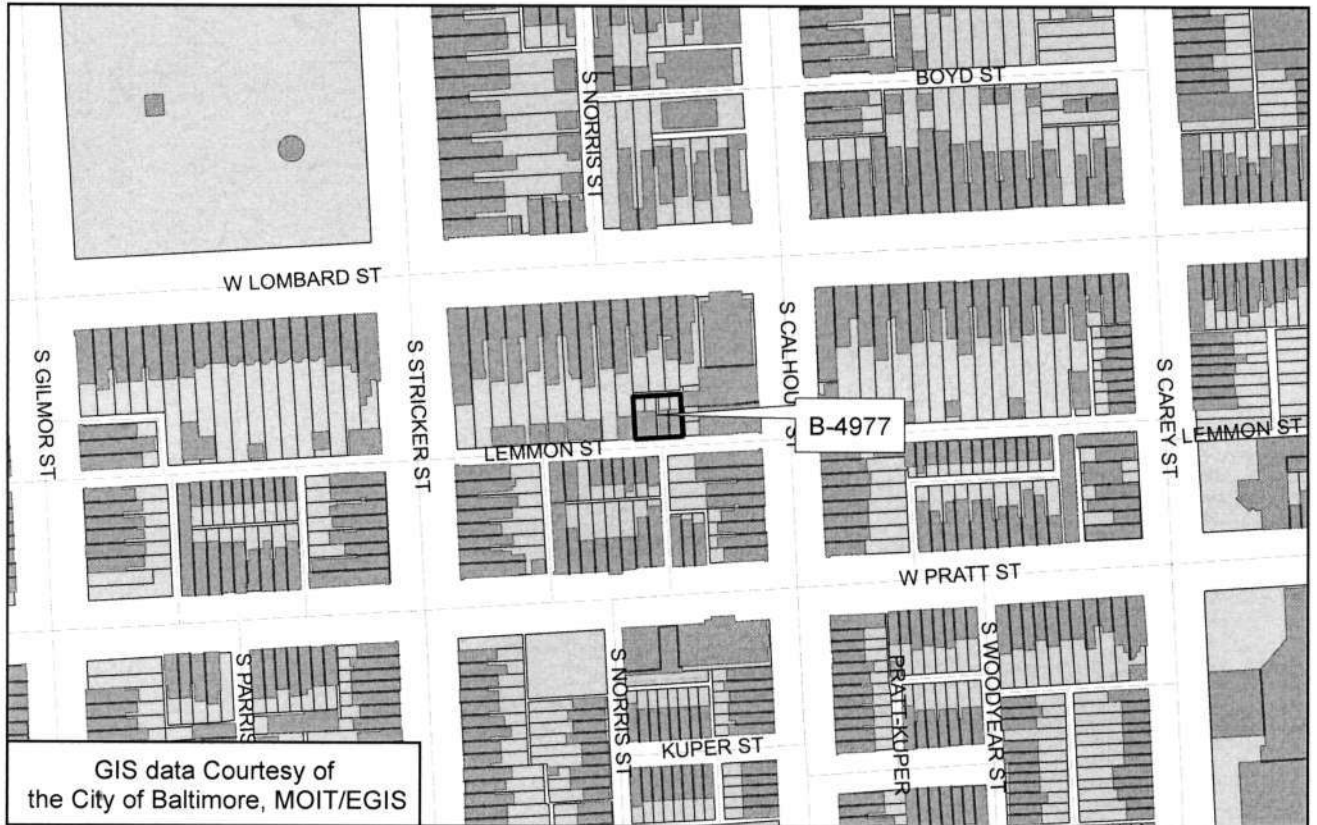 BOYD ST
S NORRIS ST
W LOMBARD ST
S GILMOR ST
S STRICKER ST
S CALHOU
ST
S CAREY ST
B-4977
LEMMON ST
LEMMON ST
W PRATT ST
S PARRIS
S NORRIS ST
PRATT-KUPER
S WOODYEAR ST
KUPER ST
GIS data Courtesy of
the City of Baltimore, MOIT/EGIS